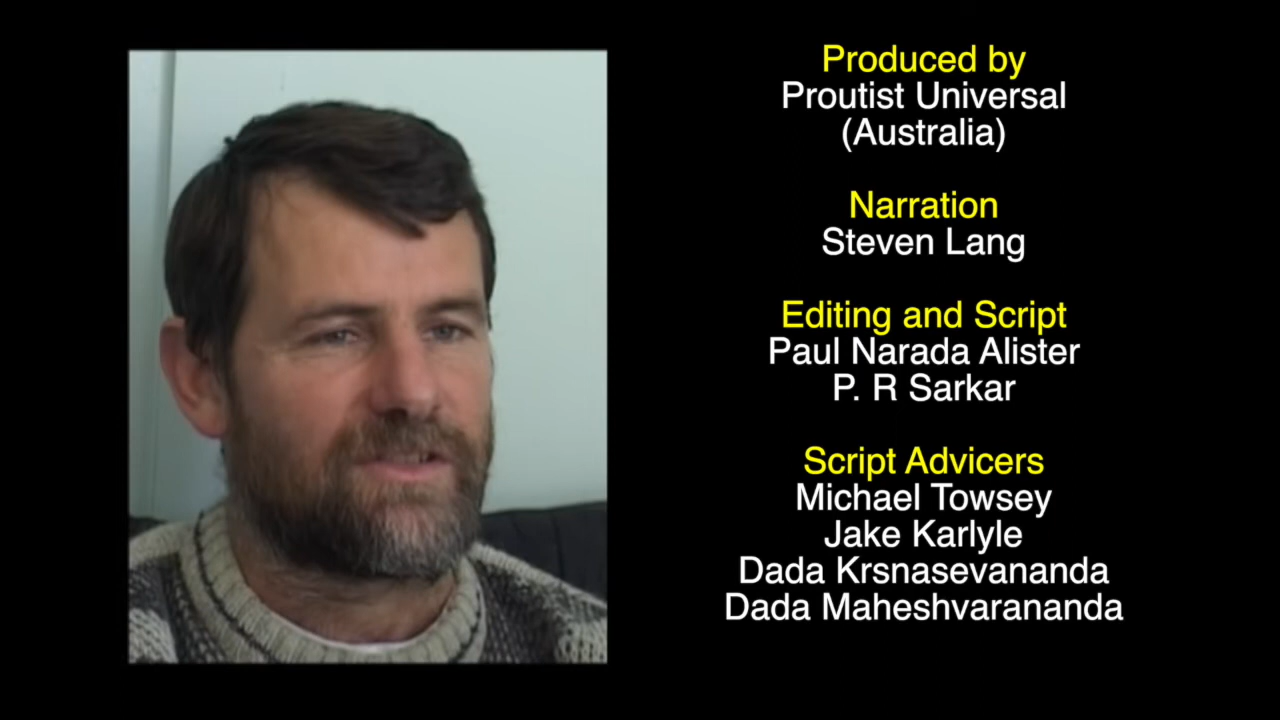 Produced by
Proutist Universal
(Australia)
Narration
Steven Lang
Editing and Script
Paul Narada Alister
P. R Sarkar
Script Advicers
Michael Towsey
Jake Karlyle
Dada Krsnasevananda
Dada Maheshvarananda